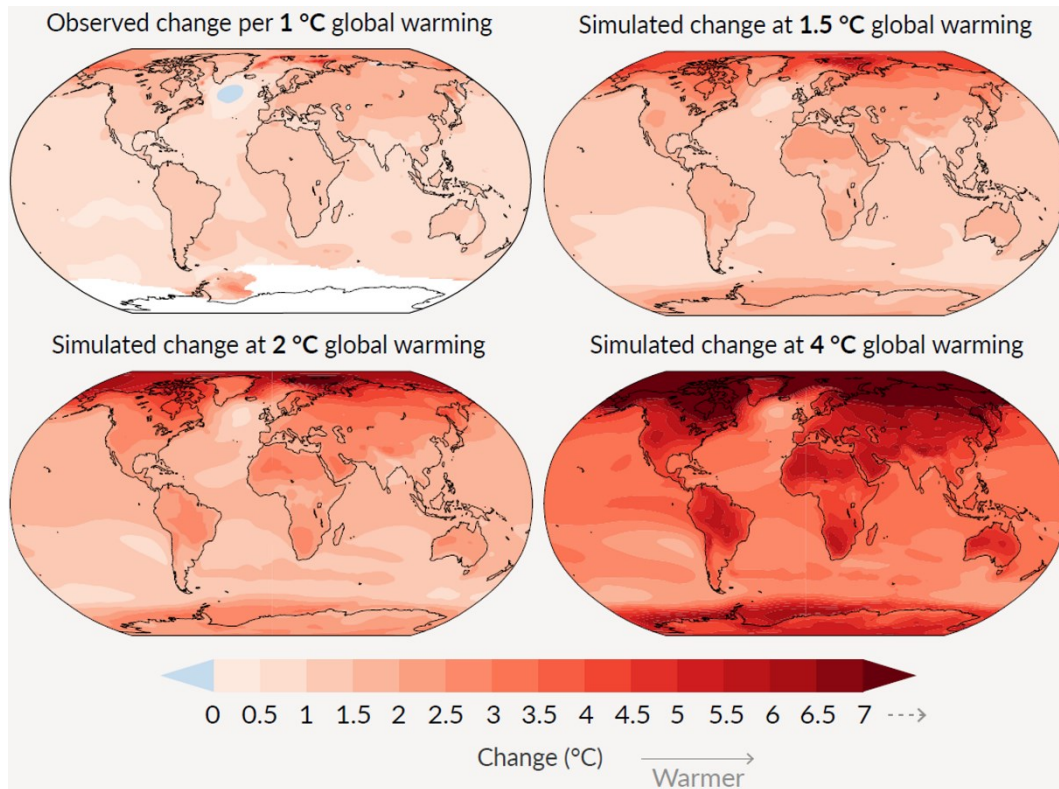 Observed change per 1 °C global warming
Simulated change at 1.5 °C global warming
Simulated change at 2 °C global warming
Simulated change at 4 °C global warming
0 0.5 1 1.5 2 2.5 3 3.5 4 4.5 5 5.5 6 6.5 7
Change (°C)
Warmer